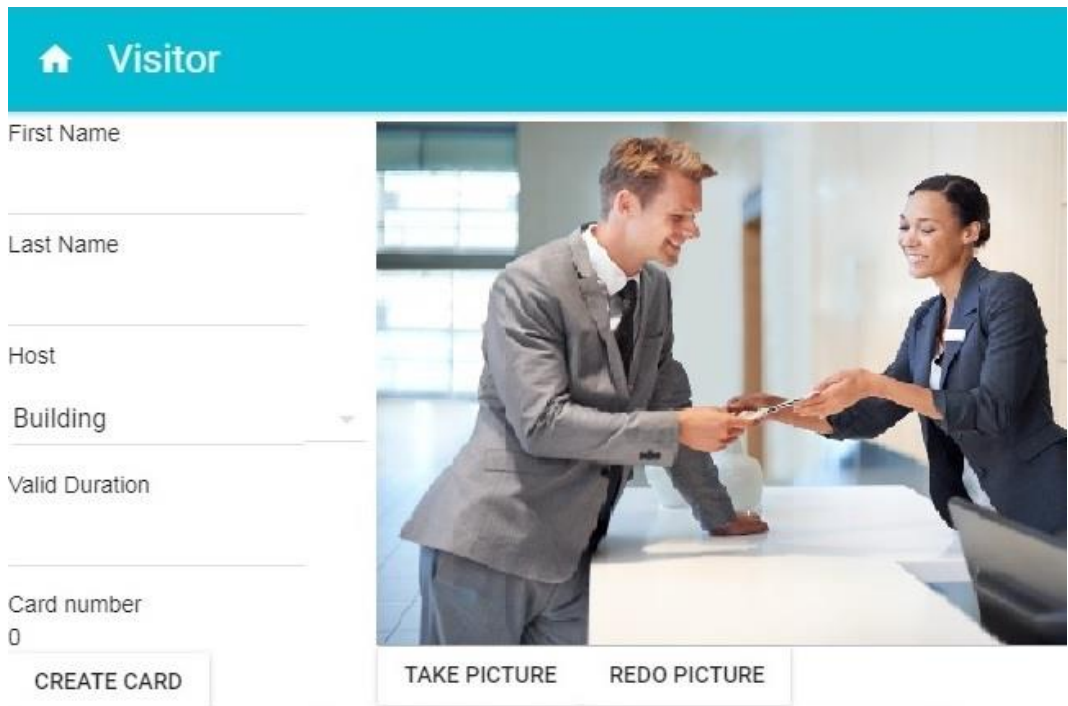 Visitor
First Name
Last Name
Host
Building
Valid Duration
Card number
0
CREATE CARD
TAKE PICTURE
REDO PICTURE